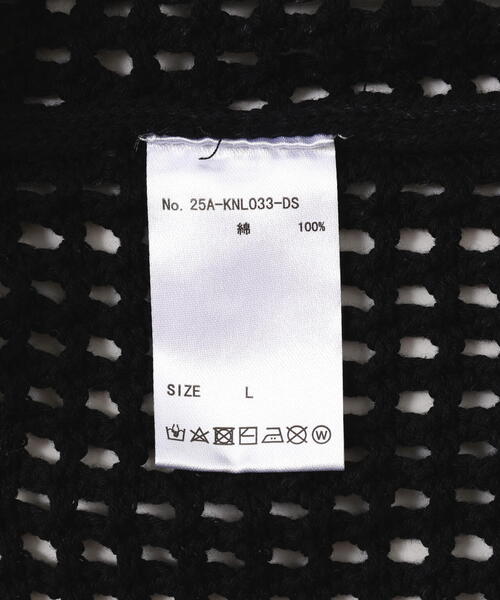 No. 25A-KNL033-DS
綿 100%
SIZE L
W